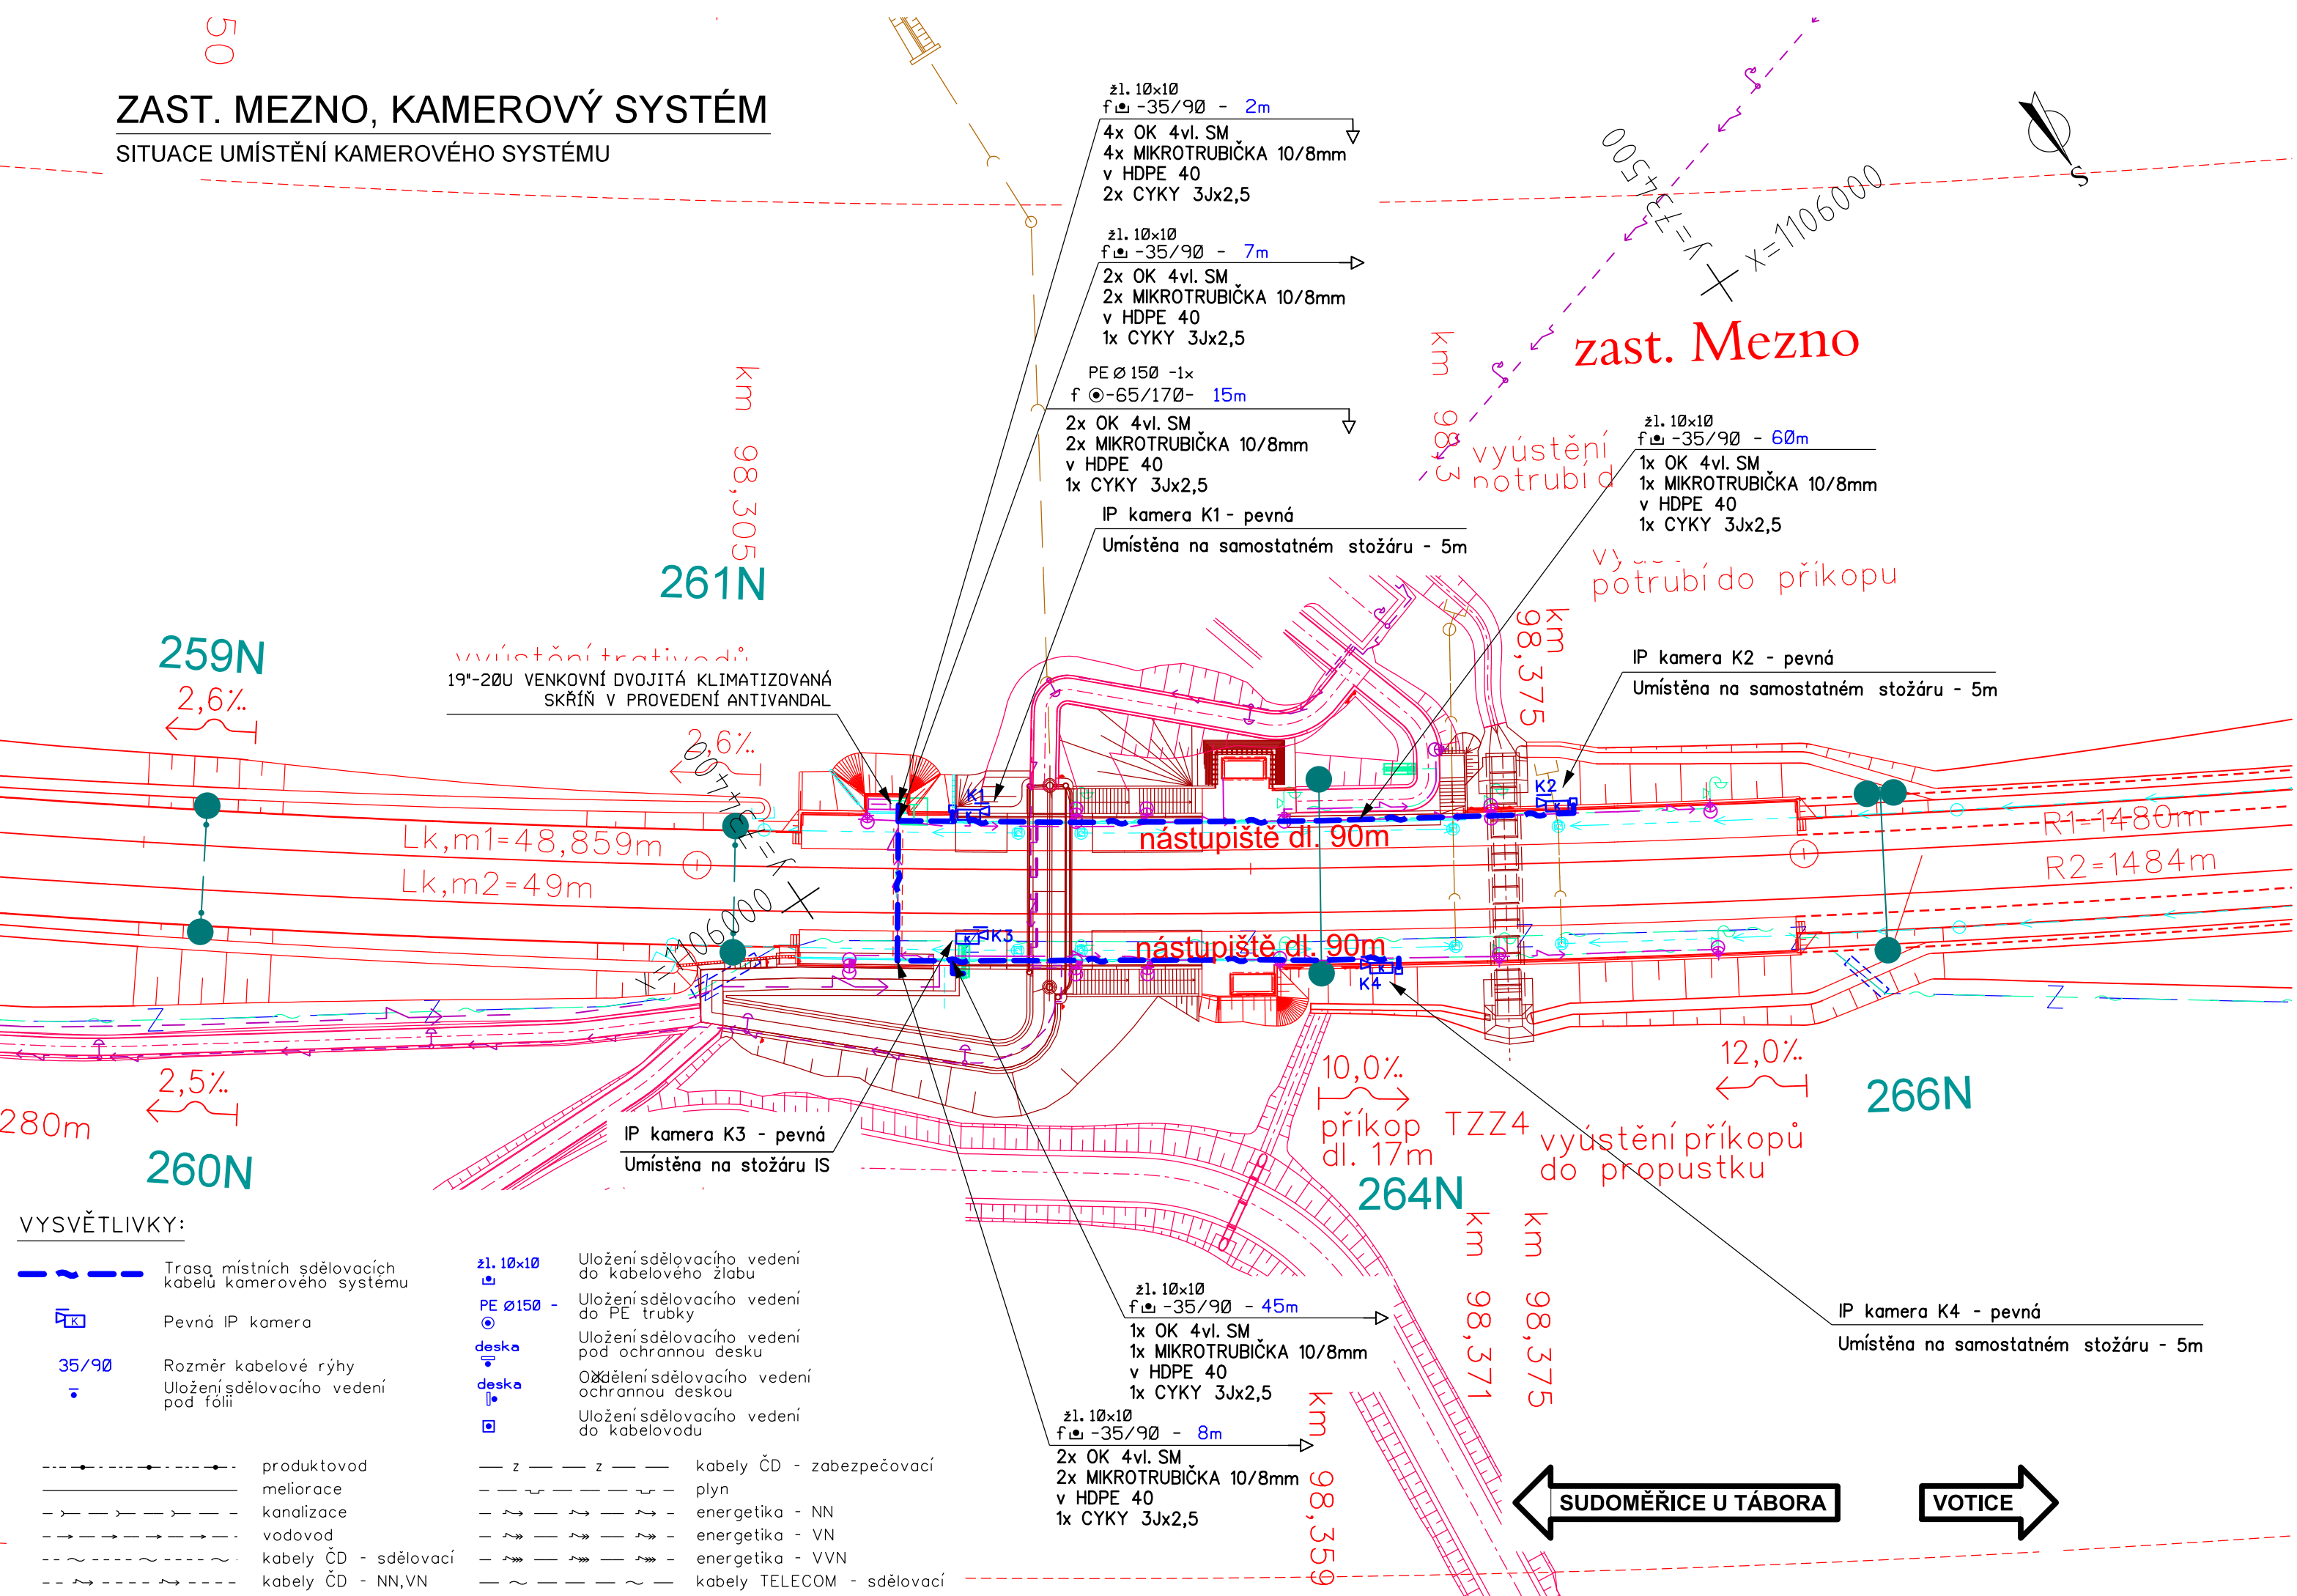 50
ZAST. MEZNO, KAMEROVÝ SYSTÉM
SITUACE UMÍSTĚNÍ KAMEROVÉHO SYSTÉMU
žl. 10x10
f -35/90 - 2m
4x OK 4vl. SM
4x MIKROTRUBIČKA 10/8mm
v HDPE 40
2x CYKY 3Jx2,5
žl. 10x10
f -35/90 - 7m
2x OK 4vl. SM
2x MIKROTRUBIČKA 10/8mm
v HDPE 40
1x CYKY 3Jx2,5
PE Ø 150 -1x
f -65/170- 15m
2x OK 4vl. SM
2x MIKROTRUBIČKA 10/8mm
v HDPE 40
1x CYKY 3Jx2,5
IP kamera K1 - pevná
Umístěna na samostatném stožáru - 5m
y=734500
x=1106000
S
zast. Mezno
km 98,3
vyústění
žl. 10x10
f -35/90 - 60m
1x OK 4vl. SM
1x MIKROTRUBIČKA 10/8mm
v HDPE 40
1x CYKY 3Jx2,5
potrubí do příkopu
km 98,375
IP kamera K2 - pevná
Umístěna na samostatném stožáru - 5m
km 98,305
261N
259N
2,6‰
vyústění trativodů
19"-20U VENKOVNÍ DVOJITÁ KLIMATIZOVANÁ
SKŘÍŇ V PROVEDENÍ ANTIVANDAL
2,6‰
x=1106000
K1
K2
K
K
Lk,m1=48,859m
Lk,m2=49m
nástupiště dl. 90m
R1=1480m
R2=1484m
K3
K
nástupiště dl. 90m
K
K4
Z
Z
2,5‰
280m
260N
IP kamera K3 - pevná
Umístěna na stožáru IS
10,0‰
příkop
dl. 17m
TZZ4
12,0‰
266N
vyústění příkopů
do propustku
264N
km 98,371
km 98,375
IP kamera K4 - pevná
Umístěna na samostatném stožáru - 5m
žl. 10x10
f -35/90 - 45m
1x OK 4vl. SM
1x MIKROTRUBIČKA 10/8mm
v HDPE 40
1x CYKY 3Jx2,5
žl. 10x10
f -35/90 - 8m
2x OK 4vl. SM
2x MIKROTRUBIČKA 10/8mm
v HDPE 40
1x CYKY 3Jx2,5
km 98,359
SUDOMĚŘICE U TÁBORA
VOTICE
VYSVĚTLIVKY:
Trasa místních sdělovacích
kabelů kamerového systému
K
Pevná IP kamera
35/90
Rozměr kabelové rýhy
Uložení sdělovacího vedení
pod fólii
žl. 10x10
Uložení sdělovacího vedení
do kabelového žlabu
PE Ø150 -
Uložení sdělovacího vedení
do PE trubky
deska
Uložení sdělovacího vedení
pod ochrannou desku
deska
sdělovacího vedení
ochrannou deskou
Uložení sdělovacího vedení
do kabelovodu
produktovod
meliorace
kanalizace
vodovod
kabely ČD - sdělovací
kabely ČD - NN,VN
z z
kabely ČD - zabezpečovací
plyn
energetika - NN
energetika - VN
energetika - VVN
kabely TELECOM - sdělovací